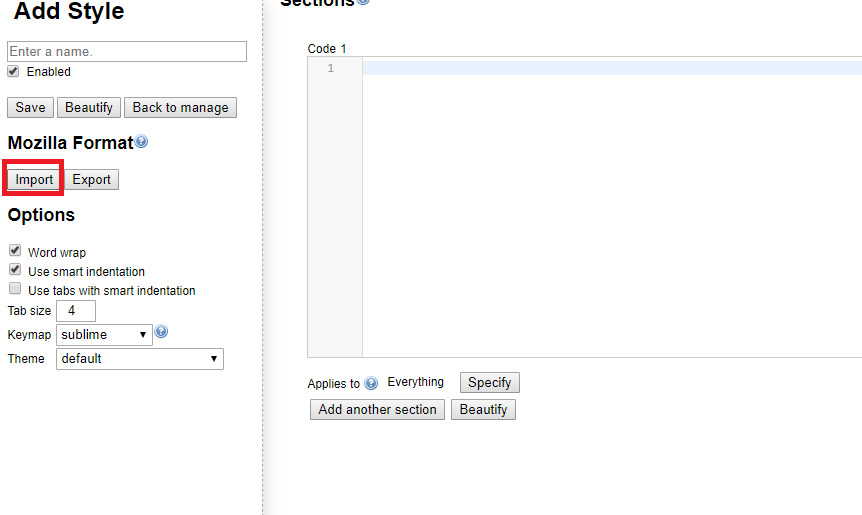 Add Style
Enter a name.
Enabled
Save Beautify Back to manage
Mozilla Format
Import Export
Options
Word wrap
Use smart indentation
Use tabs with smart indentation
Tab size 4
Keymap sublime
Theme default
Sections
Code 1
1
Applies to Everything Specify
Add another section Beautify